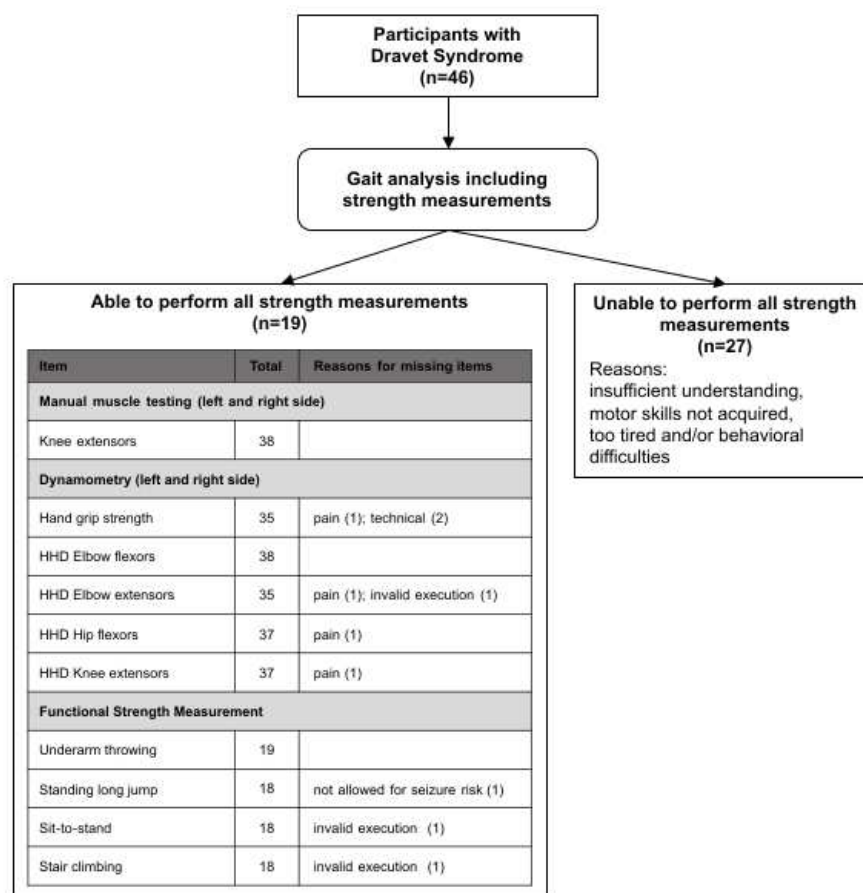 Participants with
Dravet Syndrome
(n=46)
Gait analysis including
strength measurements
Able to perform all strength measurements
(n=19)
Item Total Reasons for missing items
Manual muscle testing (left and right side)
Knee extensors 38
Dynamometry (left and right side)
Hand grip strength 35 pain (1); technical (2)
HHD Elbow flexors 38
HHD Elbow extensors 35 pain (1); invalid execution (1)
HHD Hip flexors 37 pain (1)
HHD Knee extensors 37 pain (1)
Functional Strength Measurement
Underarm throwing 19
Standing long jump 18 not allowed for seizure risk (1)
Sit-to-stand 18 invalid execution (1)
Stair climbing 18 invalid execution (1)
Unable to perform all strength
measurements
(n=27)
Reasons:
insufficient understanding,
motor skills not acquired,
too tired and/or behavioral
difficulties